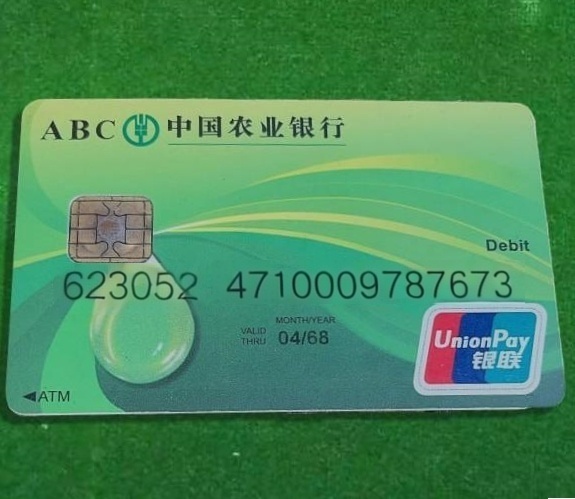 ABC 中国农业银行
Debit
623052 4710009787673
MONTH/YEAR
VALID THRU 04/68
UnionPay
银联
◀ATM